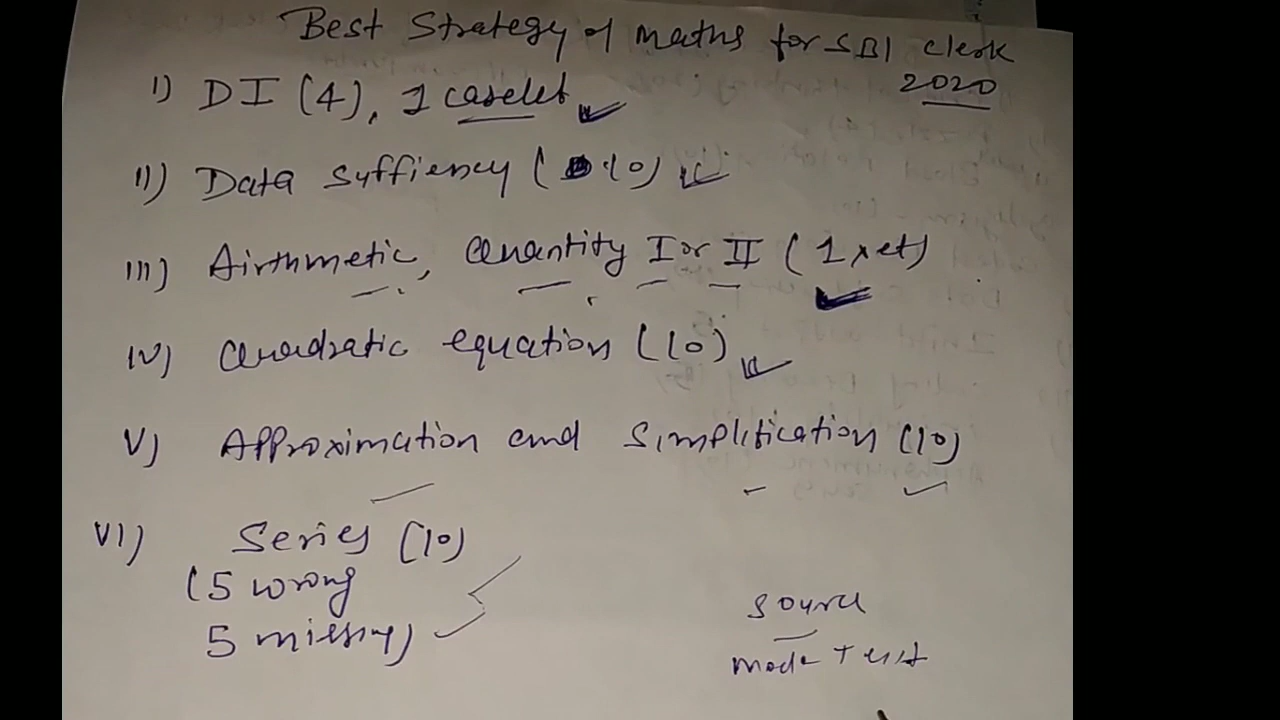 Best Strategy of maths for SBI Clerk
2020
I) DI (4), 1 caselet
II) Data Suffiency (10)
III) Airthmetic, Quantity I or II (1 set)
IV) Quadratic equation (10)
V) Approximation and Simplification (10)
VI) Series (10)
(5 wrong
5 missing)
Source
mock Test